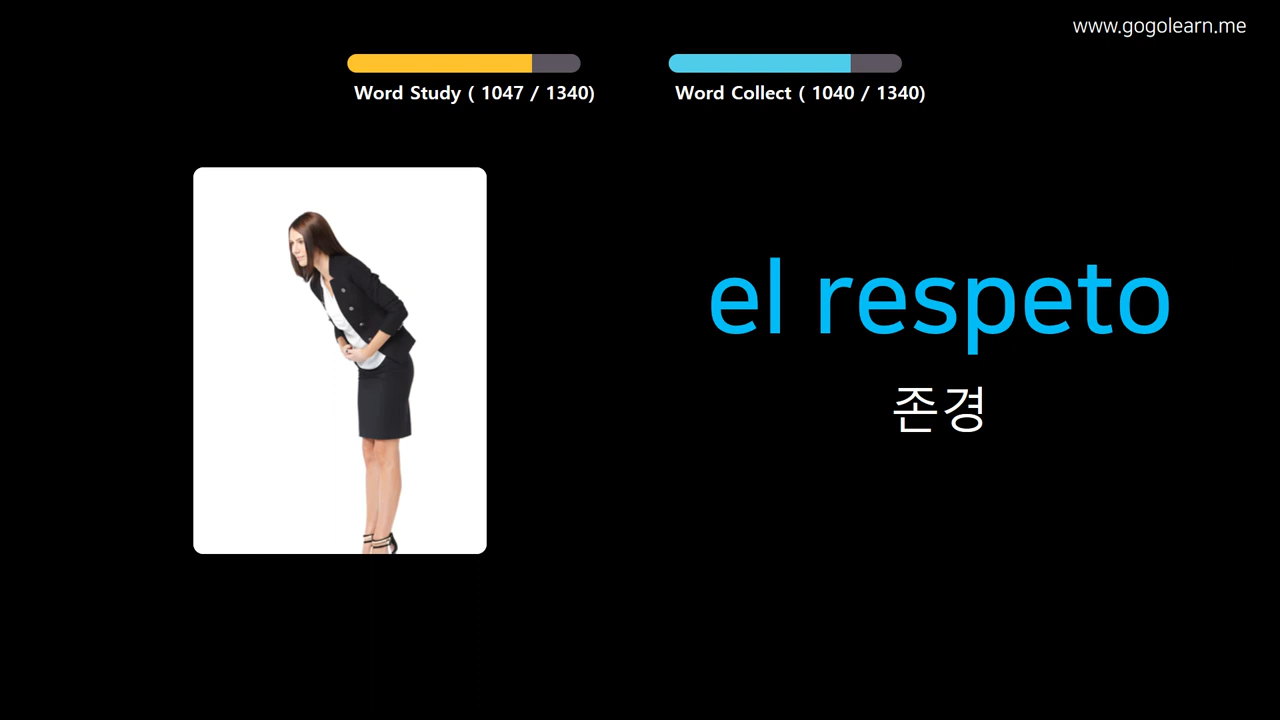 www.gogolearn.me
Word Study ( 1047 / 1340)
Word Collect ( 1040 / 1340)
el respeto
존경